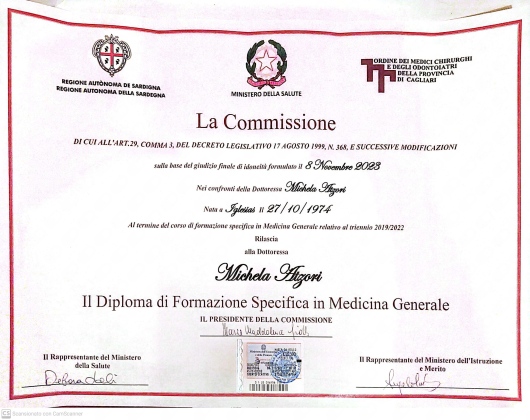 REGIONE AUTÒNOMA DE SARDIGNA
REGIONE AUTONOMA DELLA SARDEGNA
MINISTERO DELLA SALUTE
ORDINE DEI MEDICI CHIRURGHI
E DEGLI ODONTOIATRI
DELLA PROVINCIA
DI CAGLIARI
La Commissione
DI CUI ALL'ART.29, COMMA 3, DEL DECRETO LEGISLATIVO 17 AGOSTO 1999, N. 368, E SUCCESSIVE MODIFICAZIONI
sulla base del giudizio finale di idoneità formulato il 8 Novembre 2023
Nei confronti della Dottoressa Michela Atzori
Nata a Iglesias Il 27/10/1974
Al termine del corso di formazione specifica in Medicina Generale relativo al triennio 2019/2022
Rilascia
alla Dottoressa
Michela Atzori
Il Diploma di Formazione Specifica in Medicina Generale
IL PRESIDENTE DELLA COMMISSIONE
Il Rappresentante del Ministero
della Salute
Il Rappresentante del Ministero dell'Istruzione
e Merito
CS Scansionato con CamScanner